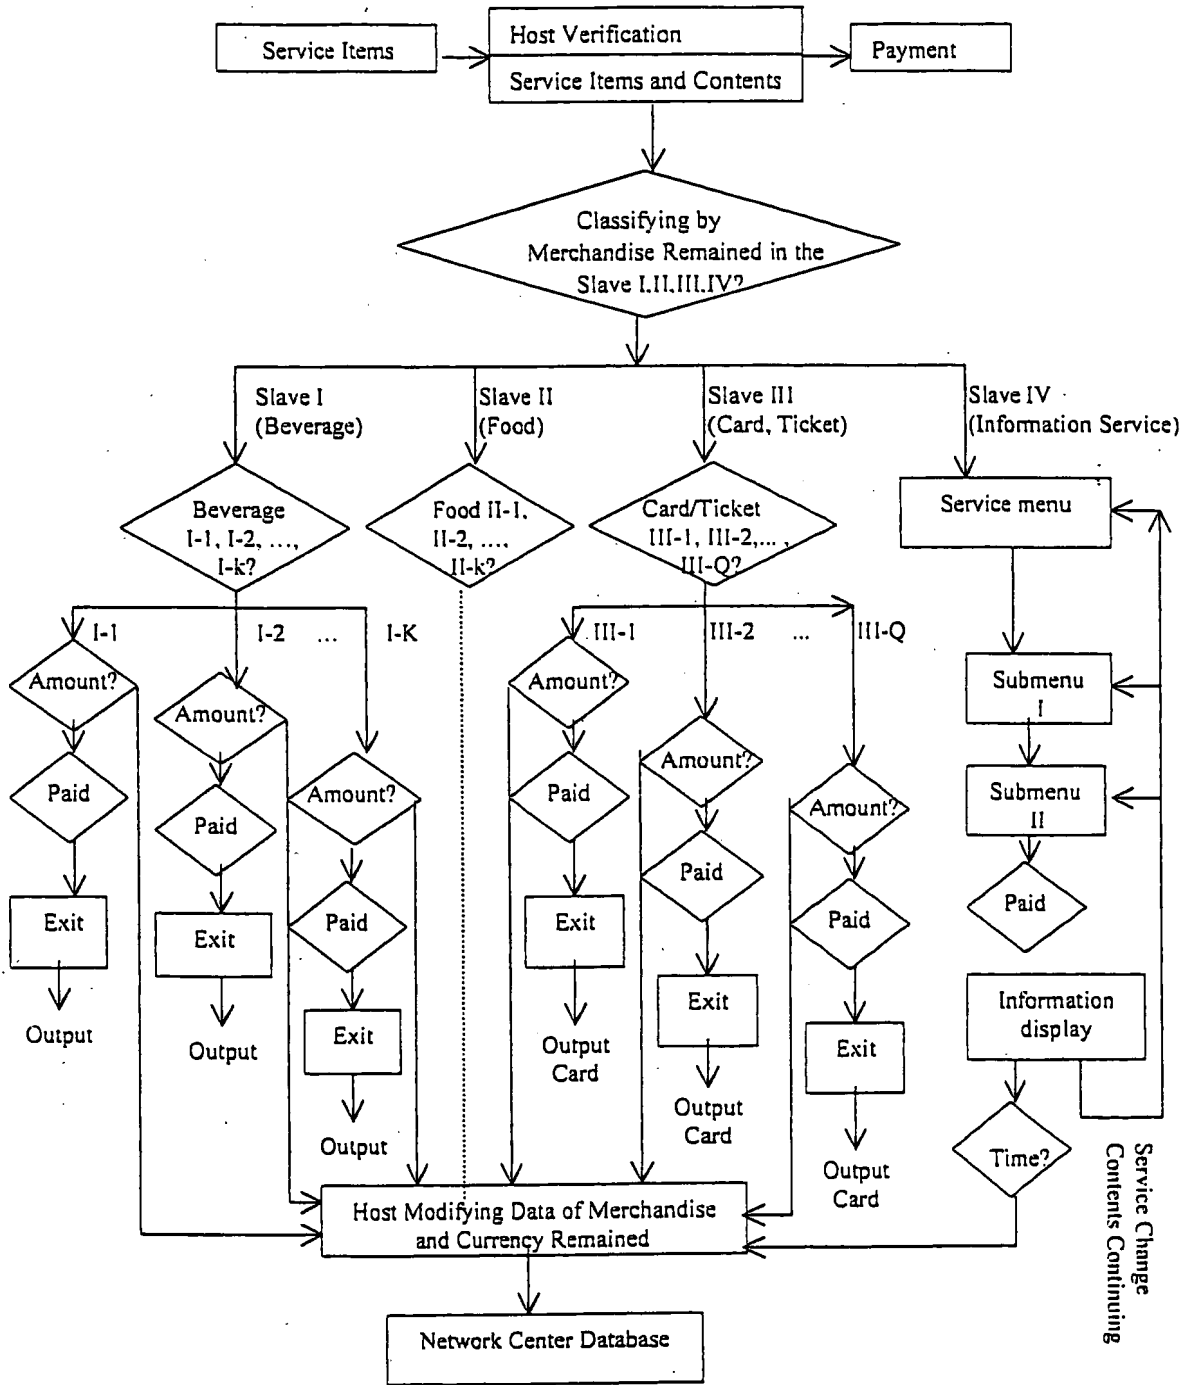 Service Items
Host Verification
Service Items and Contents
Payment
Classifying by
Merchandise Remained in the
Slave I.II.III.IV?
Slave I
(Beverage)
Slave II
(Food)
Slave III
(Card, Ticket)
Slave IV
(Information Service)
Beverage
I-1, I-2, ...,
I-k?
Food II-1,
II-2, ...,
II-k?
Card/Ticket
III-1, III-2,... ,
III-Q?
Service menu
I-1
I-2
...
I-K
III-1
III-2
...
III-Q
Amount?
Paid
Exit
Output
Amount?
Paid
Exit
Output
Amount?
Paid
Exit
Output
Amount?
Paid
Exit
Output
Card
Amount?
Paid
Exit
Output
Card
Amount?
Paid
Exit
Output
Card
Submenu
I
Submenu
II
Paid
Information
display
Time?
Service Change
Contents Continuing
Host Modifying Data of Merchandise
and Currency Remained
Network Center Database